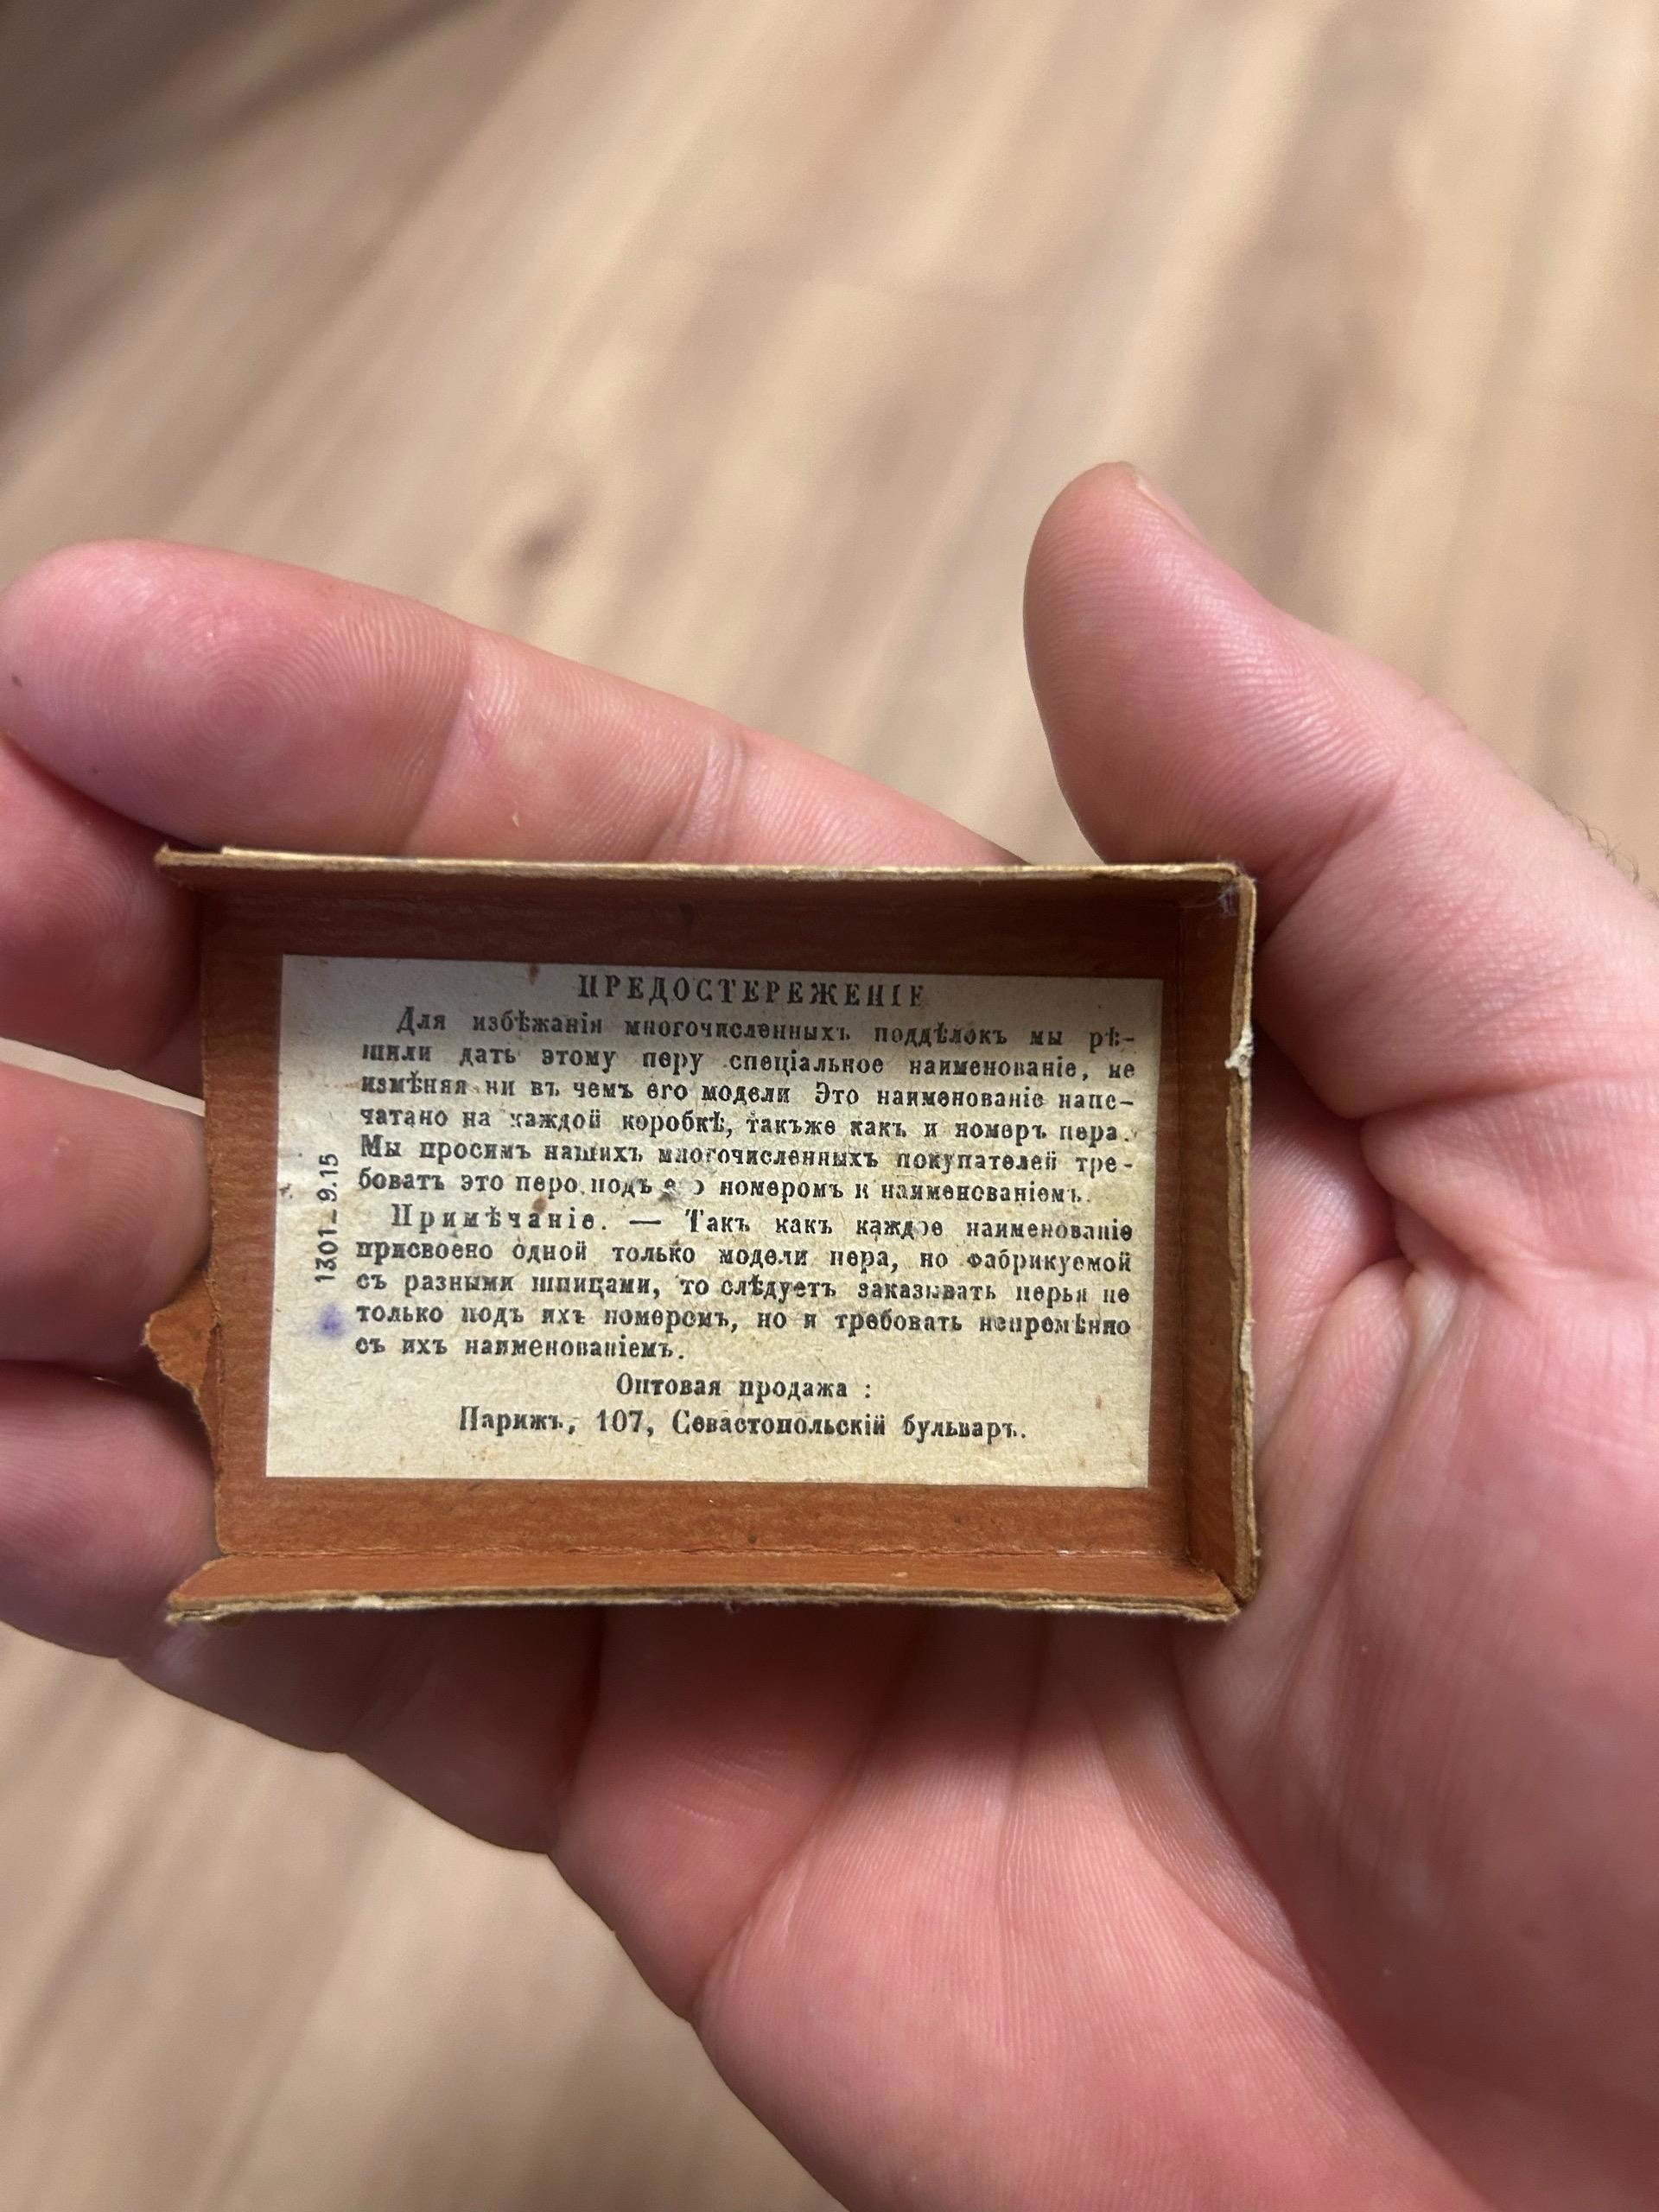 ПРЕДОСТЕРЕЖЕНІЕ
Для избѣжанія многочисленныхъ поддѣлокъ мы рѣ-
шили дать этому перу спеціальное наименованіе, не
измѣняя ни въ чемъ его модели Это наименованіе напе-
чатано на каждой коробкѣ, такъже какъ и номеръ пера.
Мы просимъ нашихъ многочисленныхъ покупателей тре-
бовать это перо подъ его номеромъ и наименованіемъ.
Примѣчаніе. — Такъ какъ каждое наименованіе
присвоено одной только модели пера, но фабрикуемой
съ разными шпицами, то слѣдуетъ заказывать перья не
только подъ ихъ номеромъ, но и требовать непремѣнно
съ ихъ наименованіемъ.
Оптовая продажа :
Парижъ, 107, Севастопольскій бульваръ.
1301-9.15